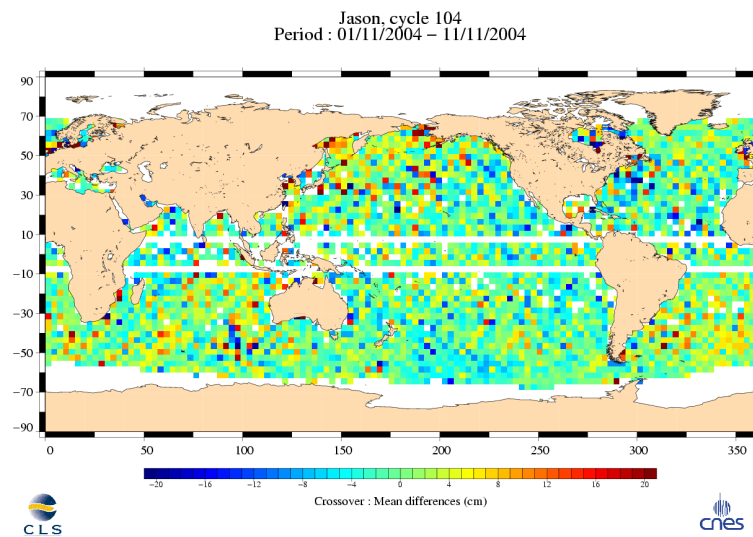 Jason, cycle 104
Period : 01/11/2004 − 11/11/2004
90
70
50
30
10
−10
−30
−50
−70
−90
0 50 100 150 200 250 300 350
−20 −16 −12 −8 −4 0 4 8 12 16 20
Crossover : Mean differences (cm)
CLS
cnes